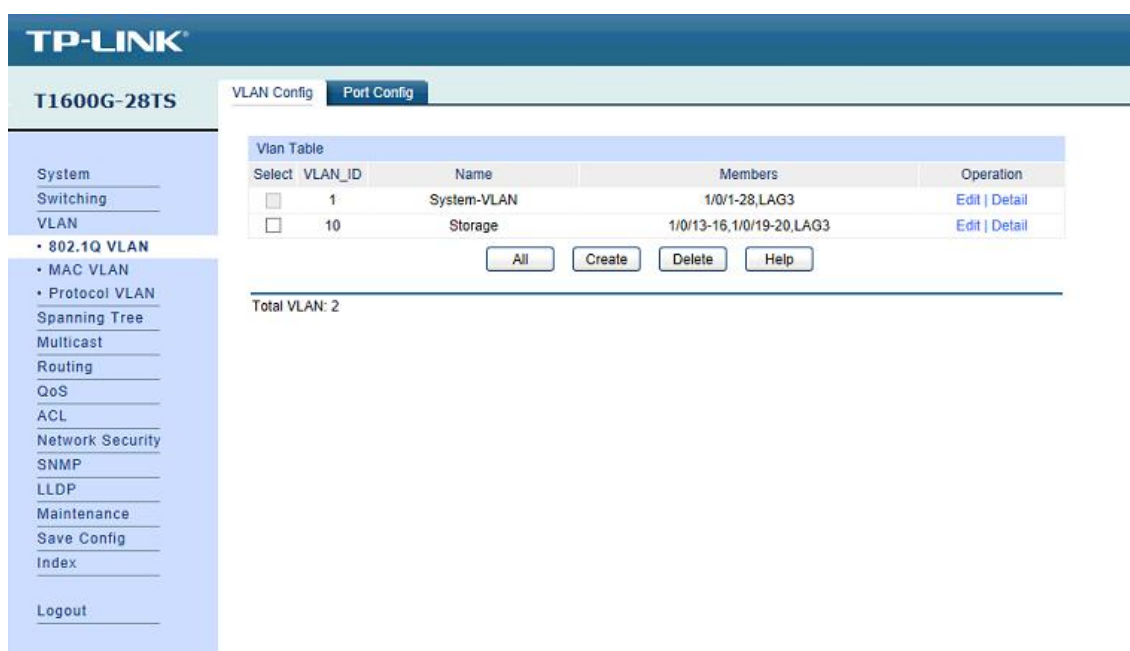 TP-LINK®
T1600G-28TS
VLAN Config Port Config
System
Switching
VLAN
• 802.1Q VLAN
• MAC VLAN
• Protocol VLAN
Spanning Tree
Multicast
Routing
QoS
ACL
Network Security
SNMP
LLDP
Maintenance
Save Config
Index
Logout
Vlan Table
Select VLAN_ID Name Members Operation
1 System-VLAN 1/0/1-28,LAG3 Edit | Detail
10 Storage 1/0/13-16,1/0/19-20,LAG3 Edit | Detail
All Create Delete Help
Total VLAN: 2